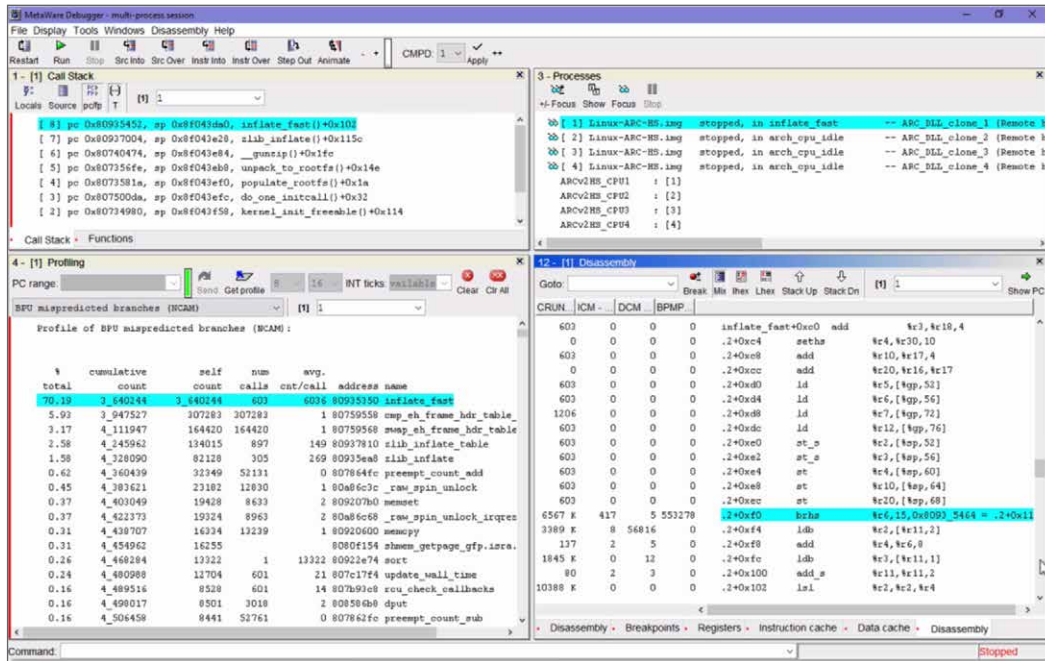 MetaWare Debugger - multi-process session
File Display Tools Windows Disassembly Help
Restart Run Stop Src Into Src Over Instr Into Instr Over Step Out Animate - + CMPD: 1 Apply ↔
1 - [1] Call Stack
Locals Source pc/fp T [1] 1
[ 8] pc 0x80935452, sp 0x8f043da0, inflate_fast()+0x102
[ 7] pc 0x80937004, sp 0x8f043e28, zlib_inflate()+0x115c
[ 6] pc 0x80740474, sp 0x8f043e84, __gunzip()+0x1fc
[ 5] pc 0x807356fe, sp 0x8f043eb8, unpack_to_rootfs()+0x14e
[ 4] pc 0x8073581a, sp 0x8f043ef0, populate_rootfs()+0x1a
[ 3] pc 0x807500da, sp 0x8f043efc, do_one_initcall()+0x32
[ 2] pc 0x80734980, sp 0x8f043f58, kernel_init_freeable()+0x114
Call Stack Functions
3 - Processes
+/- Focus Show Focus Stop
[ 1] Linux-ARC-HS.img stopped, in inflate_fast -- ARC_DLL_clone_1 (Remote
[ 2] Linux-ARC-HS.img stopped, in arch_cpu_idle -- ARC_DLL_clone_2 (Remote
[ 3] Linux-ARC-HS.img stopped, in arch_cpu_idle -- ARC_DLL_clone_3 (Remote
[ 4] Linux-ARC-HS.img stopped, in arch_cpu_idle -- ARC_DLL_clone_4 (Remote
ARCv2HS_CPU1 : [1]
ARCv2HS_CPU2 : [2]
ARCv2HS_CPU3 : [3]
ARCv2HS_CPU4 : [4]
4 - [1] Profiling
PC range: Send Get profile 8 16 INT ticks: available Clear Clr All
BPU mispredicted branches (NCAM) [1] 1
Profile of BPU mispredicted branches (NCAM):
% cumulative self num avg.
total count count calls cnt/call address name
70.19 3_640244 3_640244 603 6036 80935350 inflate_fast
5.93 3_947527 307283 307283 1 80759558 cmp_eh_frame_hdr_table_
3.17 4_111947 164420 164420 1 80759568 swap_eh_frame_hdr_table
2.58 4_245962 134015 897 149 80937810 zlib_inflate_table
1.58 4_328090 82128 305 269 80935ea8 zlib_inflate
0.62 4_360439 32349 52131 0 807864fc preempt_count_add
0.45 4_383621 23182 12830 1 80a86c3c _raw_spin_unlock
0.37 4_403049 19428 8633 2 809207b0 memset
0.37 4_422373 19324 8963 2 80a86c68 _raw_spin_unlock_irqres
0.31 4_438707 16334 13239 1 80920600 memcpy
0.31 4_454962 16255 8080f154 shmem_getpage_gfp.isra.
0.26 4_468284 13322 1 13322 80922e74 sort
0.24 4_480988 12704 601 21 807c17f4 update_wall_time
0.16 4_489516 8528 601 14 807b93c8 rcu_check_callbacks
0.16 4_498017 8501 3018 2 808586b8 dput
0.16 4_506458 8441 52761 0 807862fc preempt_count_sub
12 - [1] Disassembly
Goto: Break Mix Ihex Lhex Stack Up Stack Dn [1] 1 Show PC
CRUN... ICM - ... DCM ... BPMP...
603 0 0 0 inflate_fast+0xc0 add %r3,%r18,4
0 0 0 0 .2+0xc4 seths %r4,%r30,10
603 0 0 0 .2+0xc8 add %r10,%r17,4
0 0 0 0 .2+0xcc add %r20,%r16,%r17
603 0 0 0 .2+0xd0 ld %r5,[%gp,52]
603 0 0 0 .2+0xd4 ld %r6,[%gp,56]
1206 0 0 0 .2+0xd8 ld %r7,[%gp,72]
603 0 0 0 .2+0xdc ld %r12,[%gp,76]
603 0 0 0 .2+0xe0 st_s %r2,[%sp,52]
603 0 0 0 .2+0xe2 st_s %r3,[%sp,56]
603 0 0 0 .2+0xe4 st %r4,[%sp,60]
603 0 0 0 .2+0xe8 st %r10,[%sp,64]
603 0 0 0 .2+0xec st %r20,[%sp,68]
6567 K 417 5 553278 .2+0xf0 brhs %r6,15,0x8093_5464 = .2+0x11
3389 K 8 56816 0 .2+0xf4 ldb %r2,[%r11,2]
137 2 5 0 .2+0xf8 add %r4,%r6,8
1845 K 0 12 0 .2+0xfc ldb %r3,[%r11,1]
80 2 3 0 .2+0x100 add_s %r11,%r11,2
10388 K 0 0 0 .2+0x102 lsl %r2,%r2,%r4
Disassembly Breakpoints Registers Instruction cache Data cache Disassembly
Command: Stopped